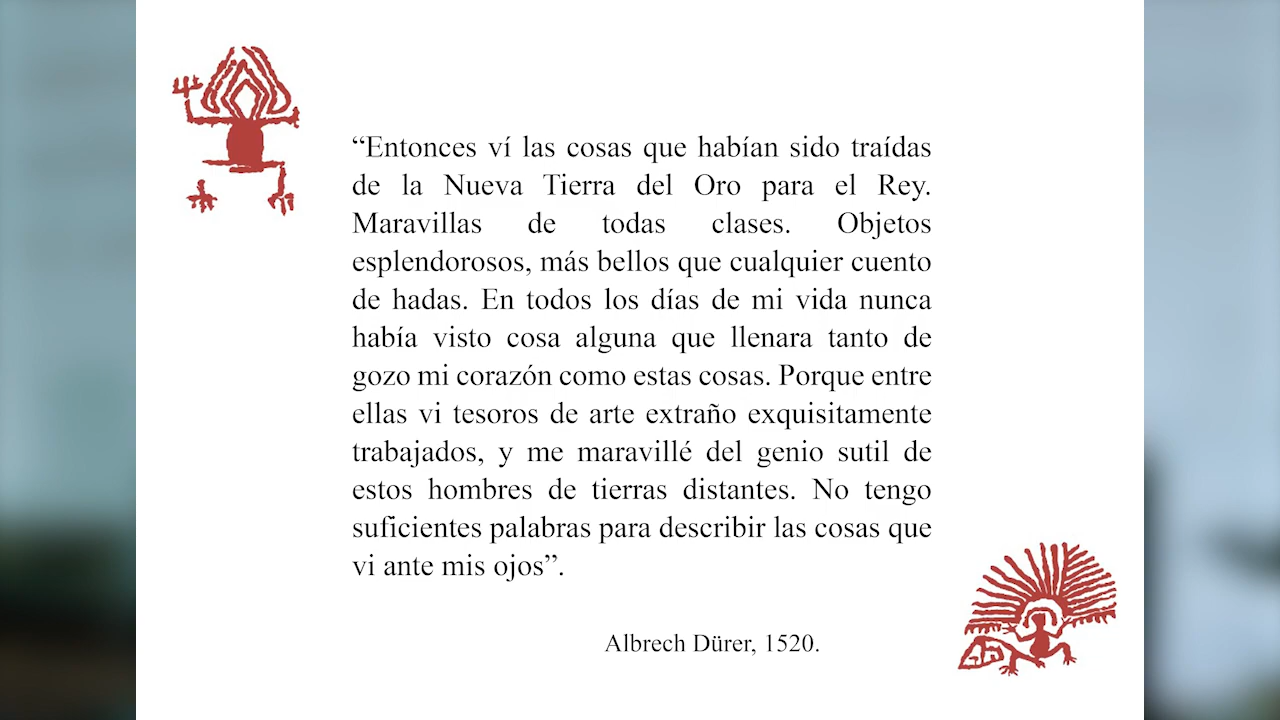 “Entonces ví las cosas que habían sido traídas
de la Nueva Tierra del Oro para el Rey.
Maravillas de todas clases. Objetos
esplendorosos, más bellos que cualquier cuento
de hadas. En todos los días de mi vida nunca
había visto cosa alguna que llenara tanto de
gozo mi corazón como estas cosas. Porque entre
ellas vi tesoros de arte extraño exquisitamente
trabajados, y me maravillé del genio sutil de
estos hombres de tierras distantes. No tengo
suficientes palabras para describir las cosas que
vi ante mis ojos”.
Albrech Dürer, 1520.